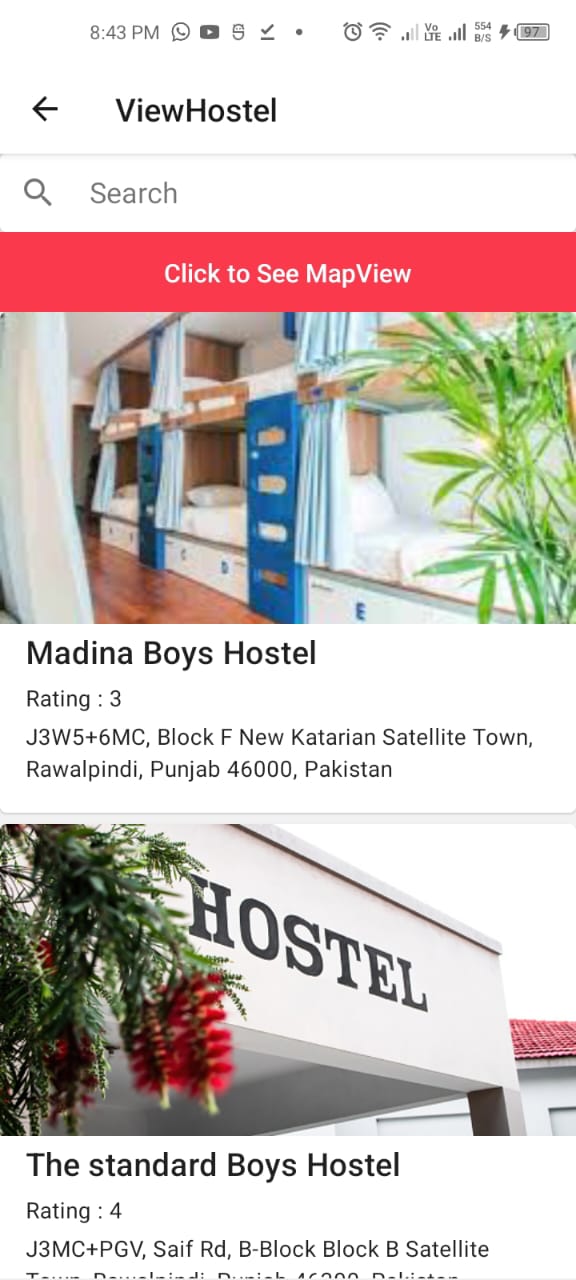 8:43 PM
Vo LTE
554 B/S
97
ViewHostel
Search
Click to See MapView
C
D
E
Madina Boys Hostel
Rating : 3
J3W5+6MC, Block F New Katarian Satellite Town,
Rawalpindi, Punjab 46000, Pakistan
HOSTEL
The standard Boys Hostel
Rating : 4
J3MC+PGV, Saif Rd, B-Block Block B Satellite